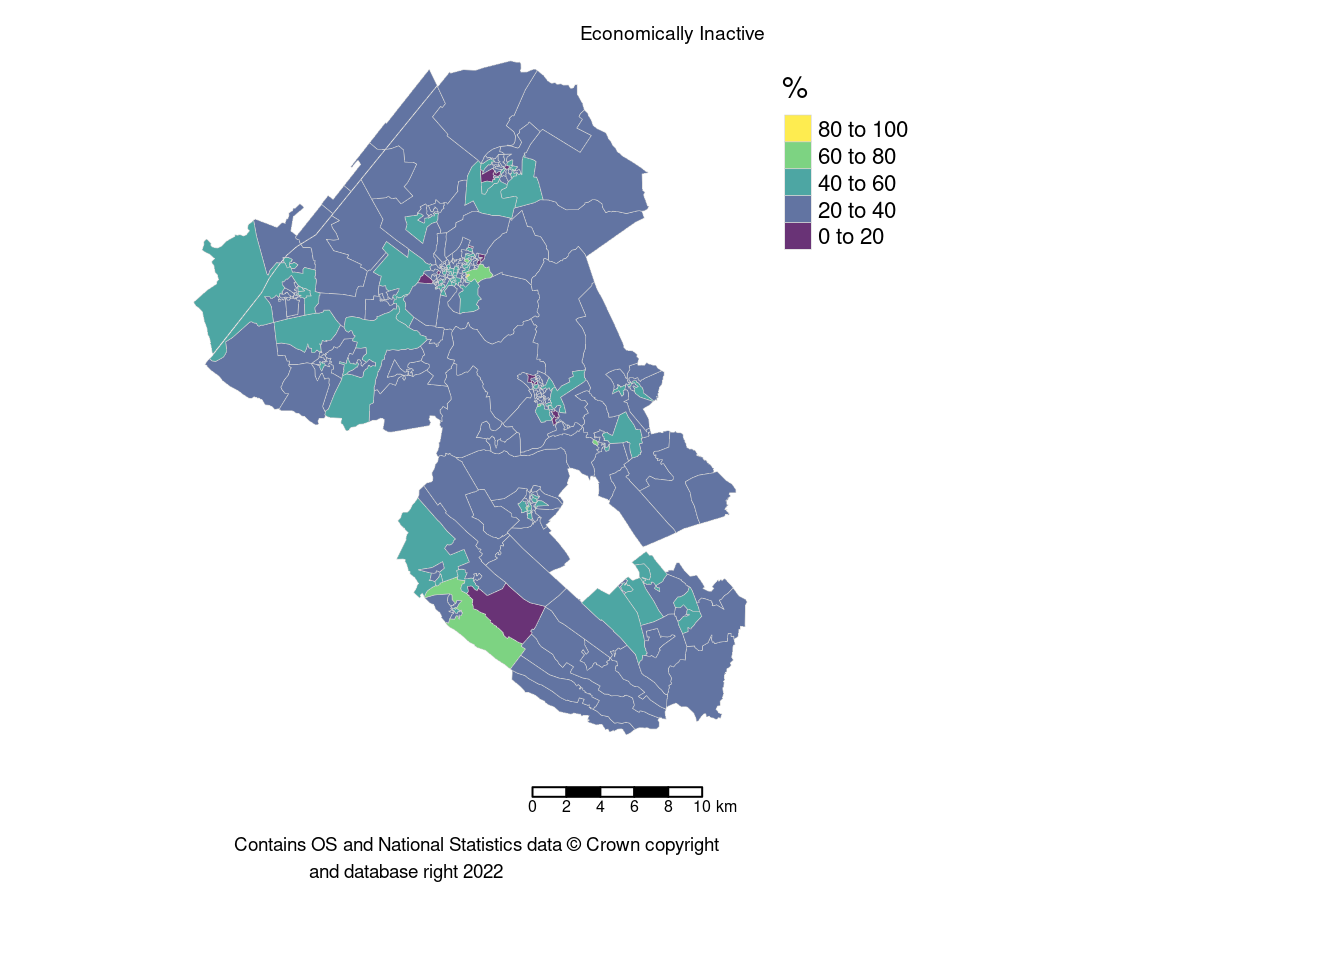 Economically Inactive
%
80 to 100
60 to 80
40 to 60
20 to 40
0 to 20
0 2 4 6 8 10 km
Contains OS and National Statistics data © Crown copyright
and database right 2022